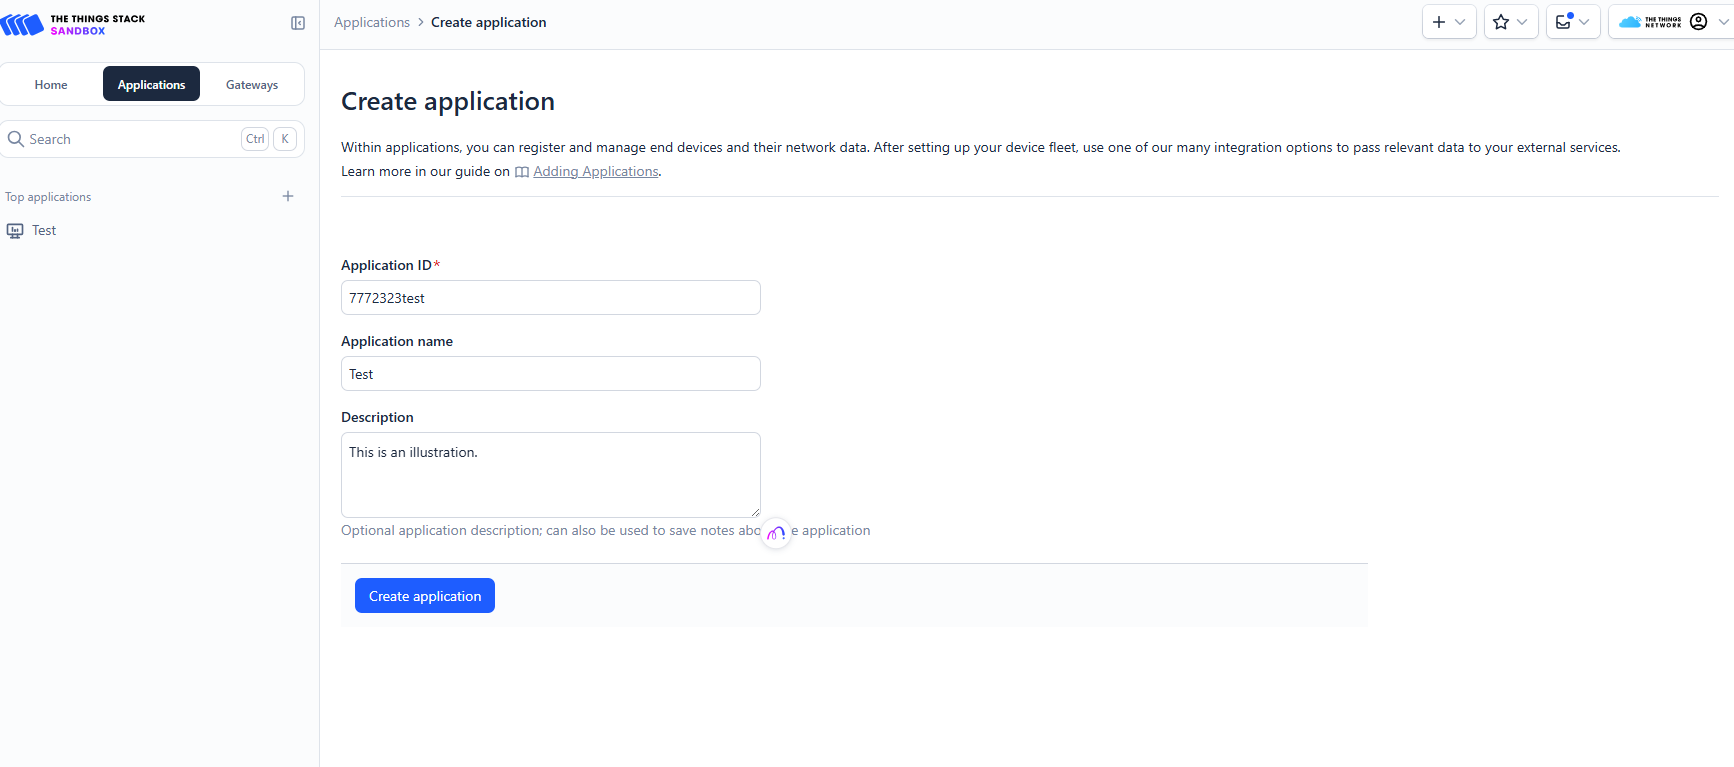 THE THINGS STACK
SANDBOX
Applications > Create application
THE THINGS
NETWORK
Home
Applications
Gateways
Search
Ctrl
K
Top applications
Test
Create application
Within applications, you can register and manage end devices and their network data. After setting up your device fleet, use one of our many integration options to pass relevant data to your external services.
Learn more in our guide on Adding Applications.
Application ID*
7772323test
Application name
Test
Description
This is an illustration.
Optional application description; can also be used to save notes abo e application
Create application